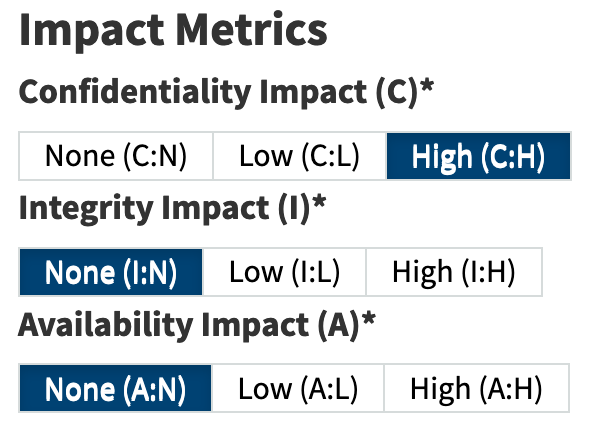 Impact Metrics
Confidentiality Impact (C)*
None (C:N) Low (C:L) High (C:H)
Integrity Impact (I)*
None (I:N) Low (I:L) High (I:H)
Availability Impact (A)*
None (A:N) Low (A:L) High (A:H)